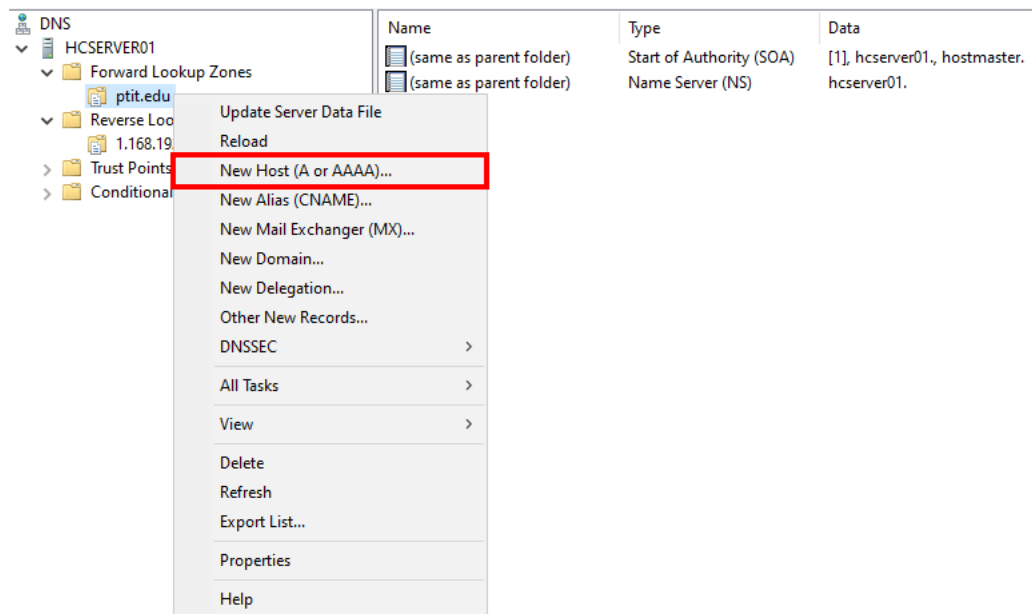 DNS
HCSERVER01
Forward Lookup Zones
ptit.edu
Reverse Loo
1.168.19
Trust Points
Conditional
Name Type Data
(same as parent folder) Start of Authority (SOA) [1], hcserver01., hostmaster.
(same as parent folder) Name Server (NS) hcserver01.
Update Server Data File
Reload
New Host (A or AAAA)...
New Alias (CNAME)...
New Mail Exchanger (MX)...
New Domain...
New Delegation...
Other New Records...
DNSSEC
All Tasks
View
Delete
Refresh
Export List...
Properties
Help